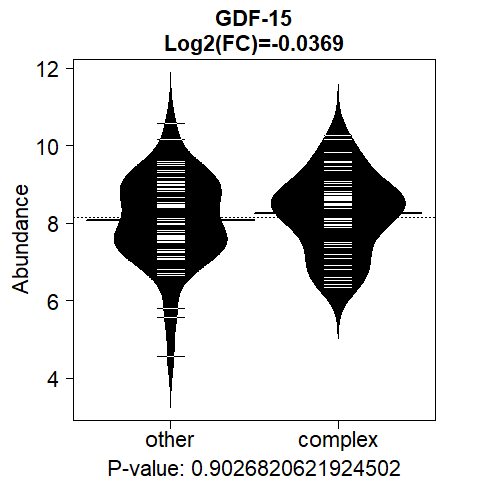 GDF-15
Log2(FC)=-0.0369
Abundance
12
10
8
6
4
other complex
P-value: 0.9026820621924502